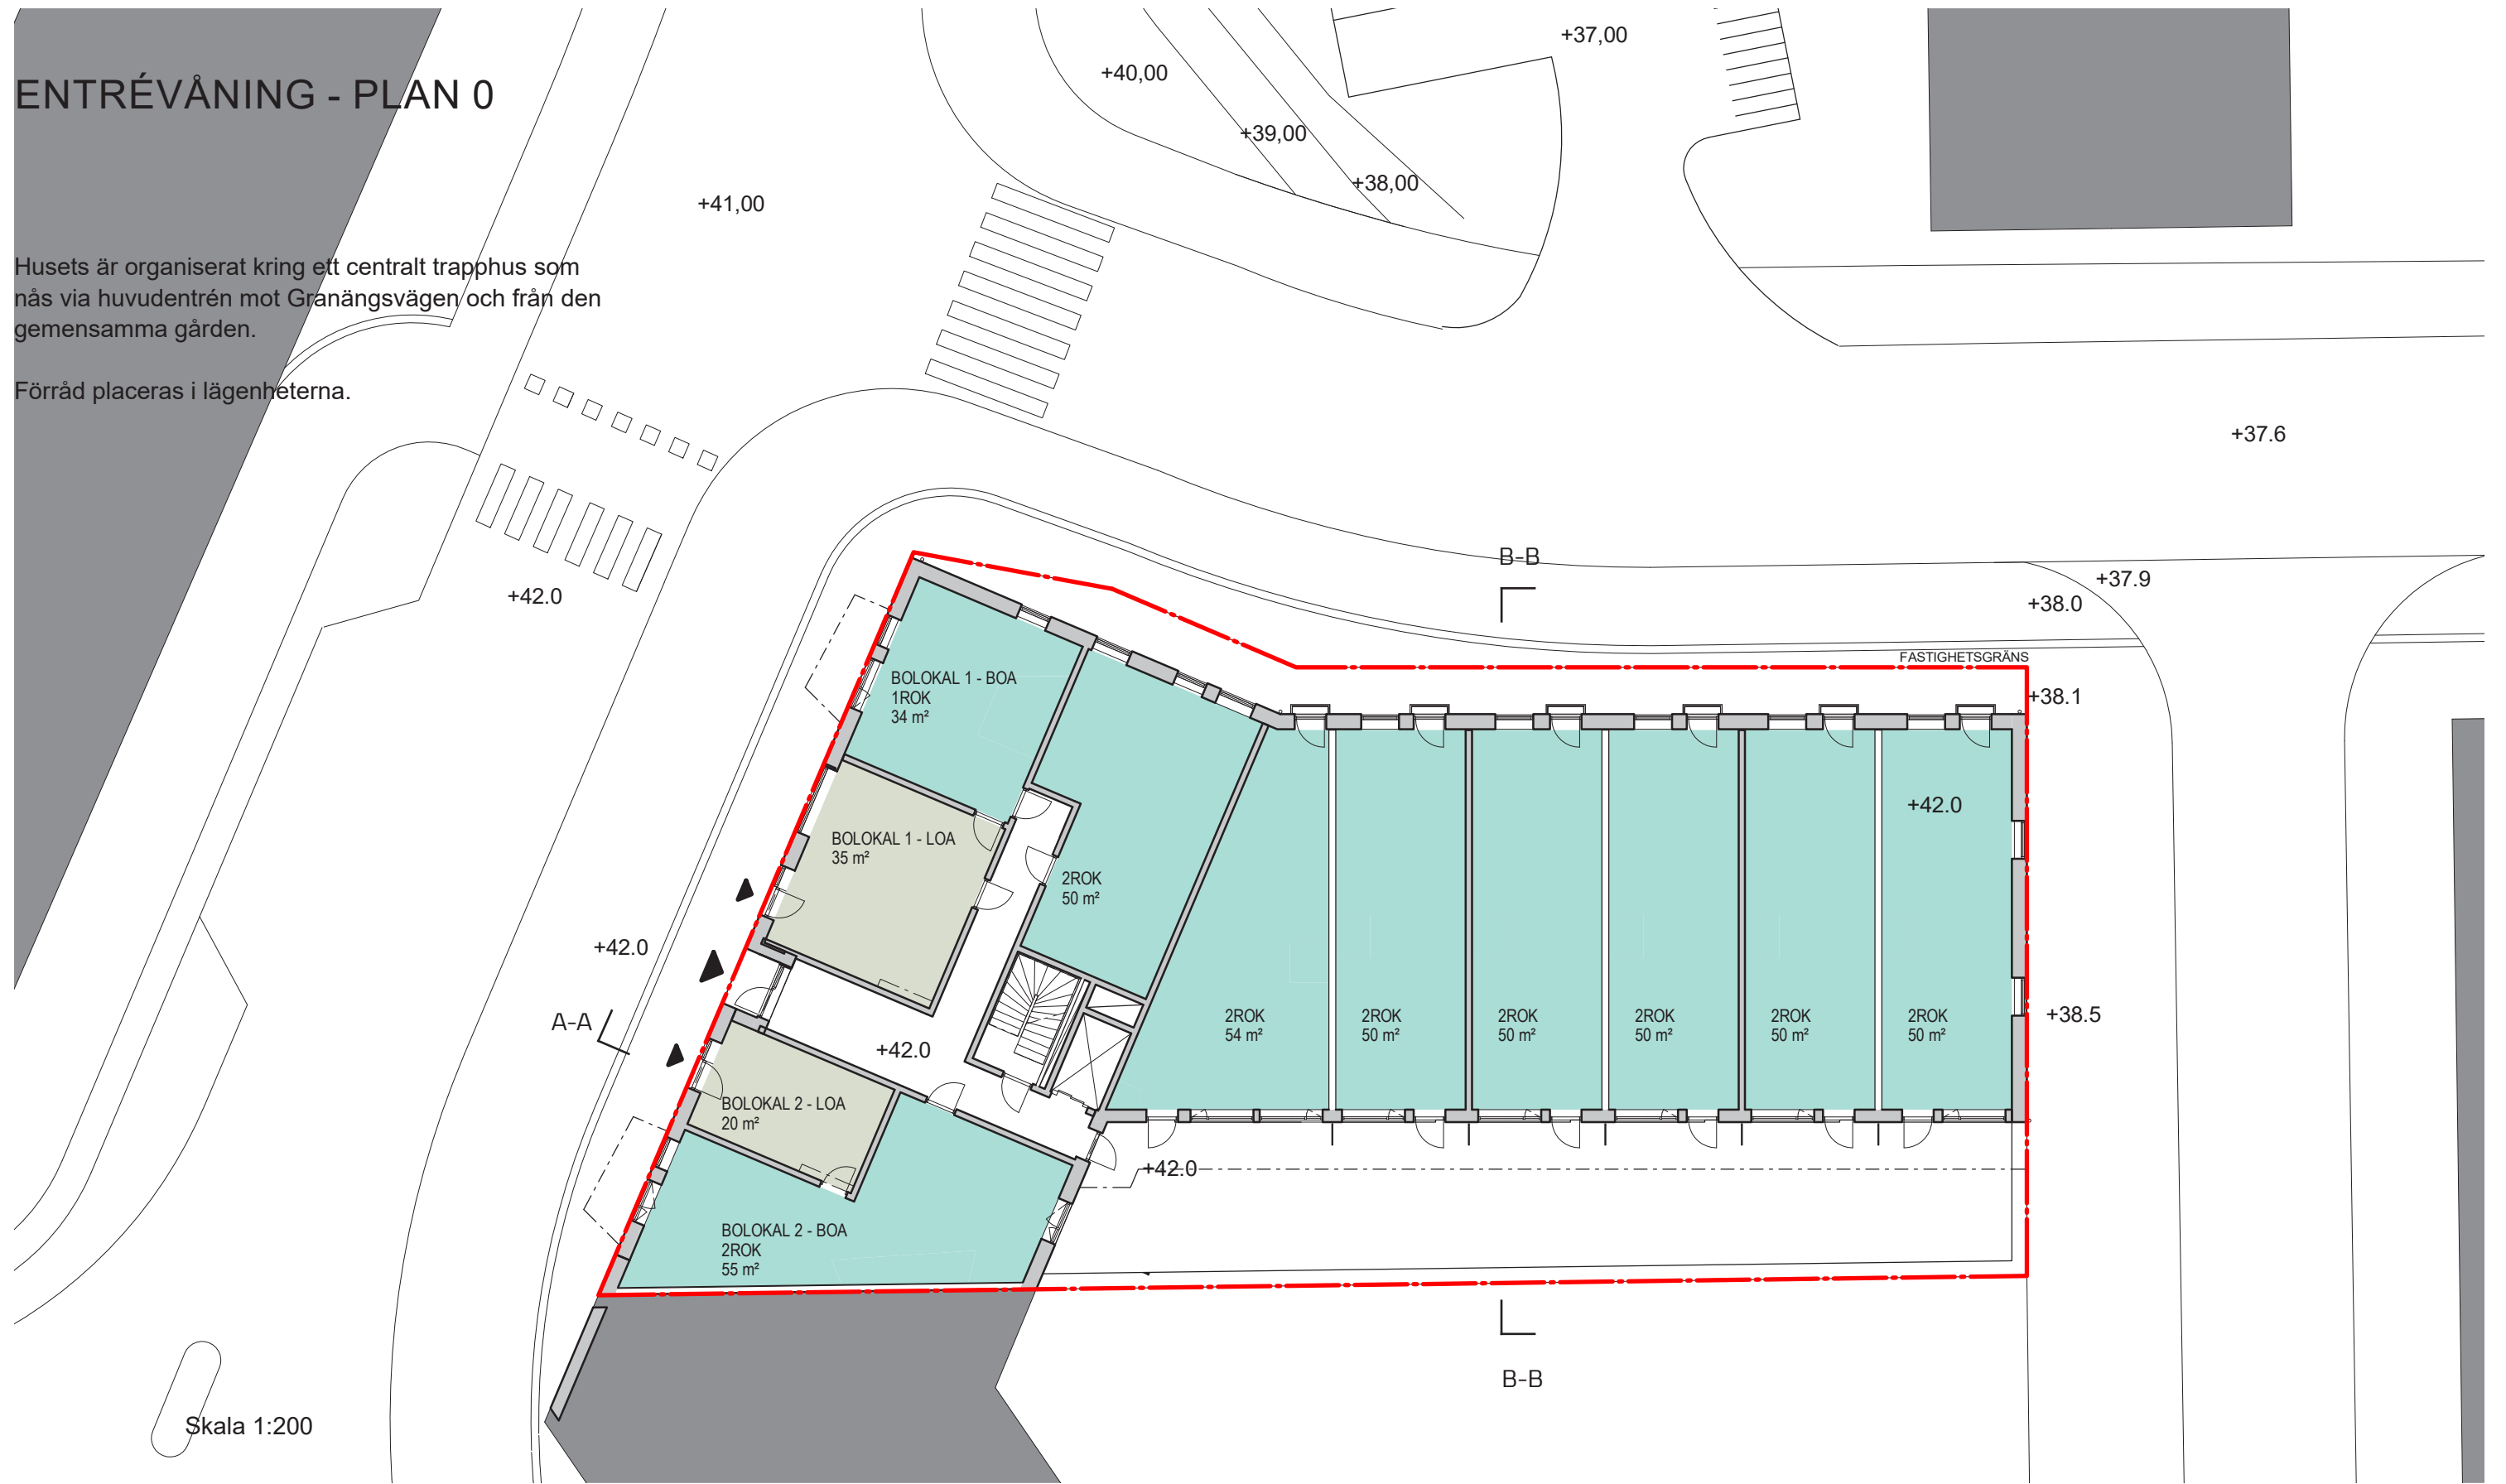 ENTRÉVÅNING - PLAN 0
Husets är organiserat kring ett centralt trapphus som
nås via huvudentrén mot Granängsvägen och från den
gemensamma gården.
Förråd placeras i lägenheterna.
+37,00
+40,00
+39,00
+38,00
+41,00
+37.6
+42.0
B-B
+37.9
+38.0
FASTIGHETSGRÄNS
+38.1
BOLOKAL 1 - BOA
1ROK
34 m²
+42.0
BOLOKAL 1 - LOA
35 m²
2ROK
50 m²
+42.0
A-A
+42.0
2ROK
54 m²
2ROK
50 m²
2ROK
50 m²
2ROK
50 m²
2ROK
50 m²
2ROK
50 m²
+38.5
BOLOKAL 2 - LOA
20 m²
+42.0
BOLOKAL 2 - BOA
2ROK
55 m²
B-B
Skala 1:200